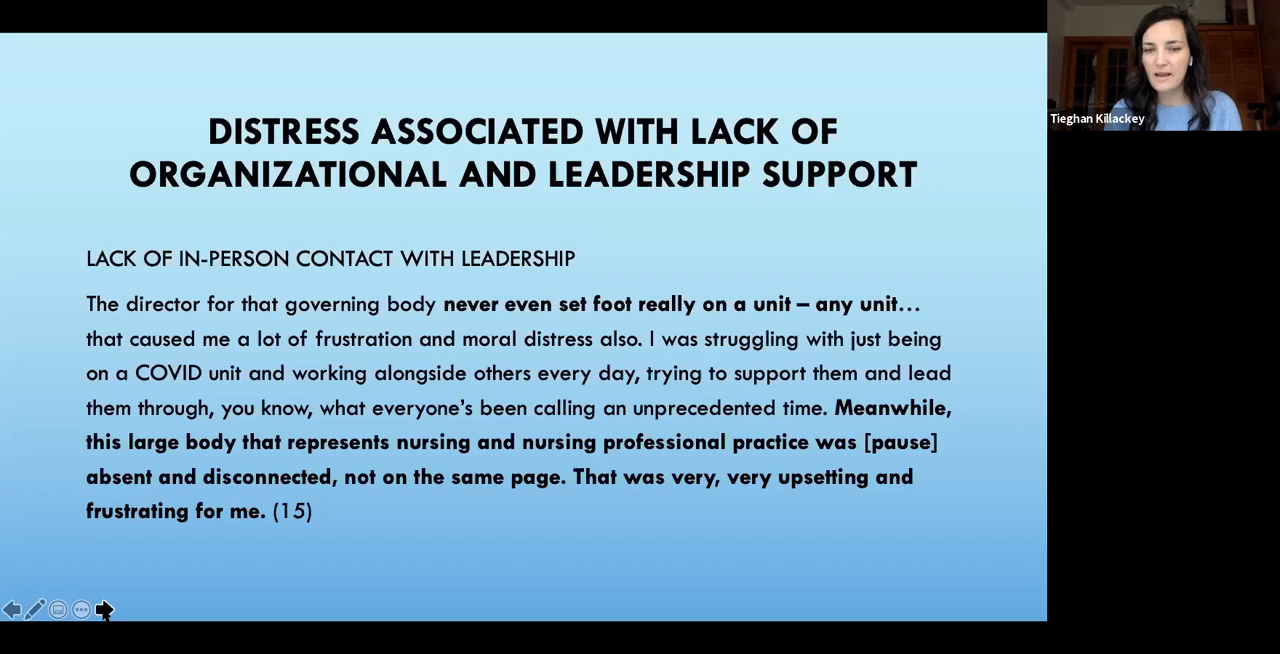 DISTRESS ASSOCIATED WITH LACK OF
ORGANIZATIONAL AND LEADERSHIP SUPPORT
LACK OF IN-PERSON CONTACT WITH LEADERSHIP
The director for that governing body never even set foot really on a unit – any unit…
that caused me a lot of frustration and moral distress also. I was struggling with just being
on a COVID unit and working alongside others every day, trying to support them and lead
them through, you know, what everyone’s been calling an unprecedented time. Meanwhile,
this large body that represents nursing and nursing professional practice was [pause]
absent and disconnected, not on the same page. That was very, very upsetting and
frustrating for me. (15)
Tieghan Killackey